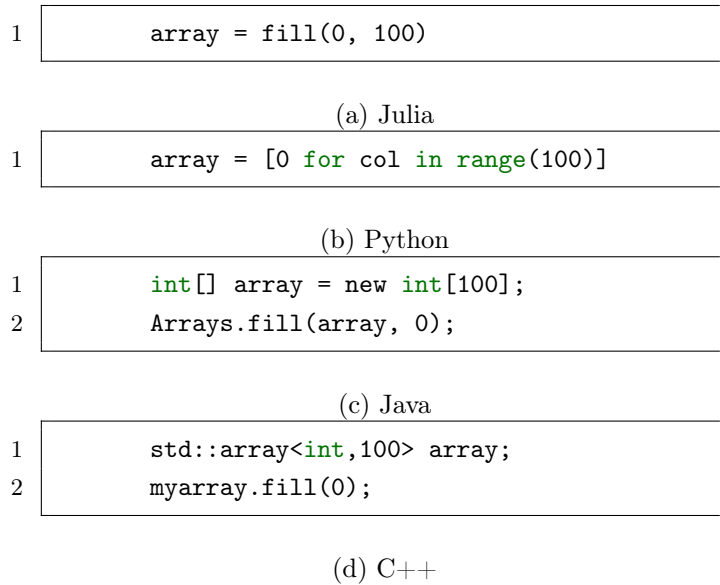 1 array = fill(0, 100)
(a) Julia
1 array = [0 for col in range(100)]
(b) Python
1 int[] array = new int[100];
2 Arrays.fill(array, 0);
(c) Java
1 std::array<int,100> array;
2 myarray.fill(0);
(d) C++